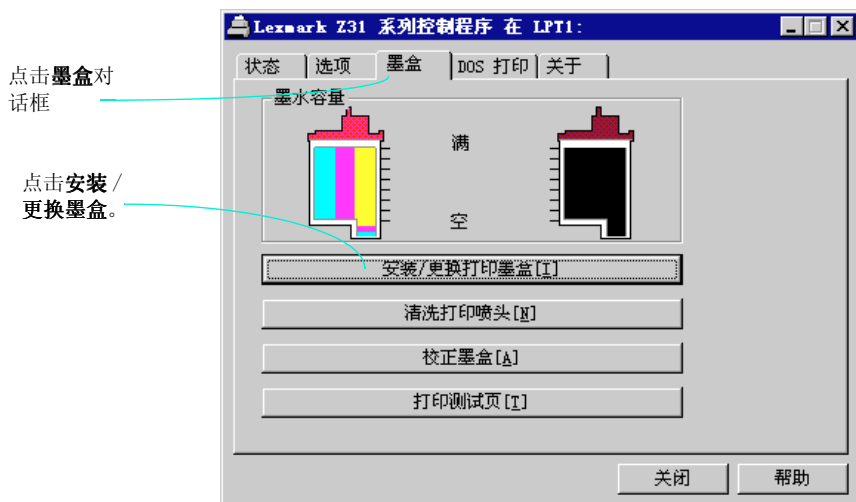 Lexmark Z31 系列控制程序 在 LPT1:
状态 选项 墨盒 DOS 打印 关于
点击墨盒对
话框
墨水容量
满
点击安装/
更换墨盒。
空
安装/更换打印墨盒[I]
清洗打印喷头[N]
校正墨盒[A]
打印测试页[T]
关闭 帮助